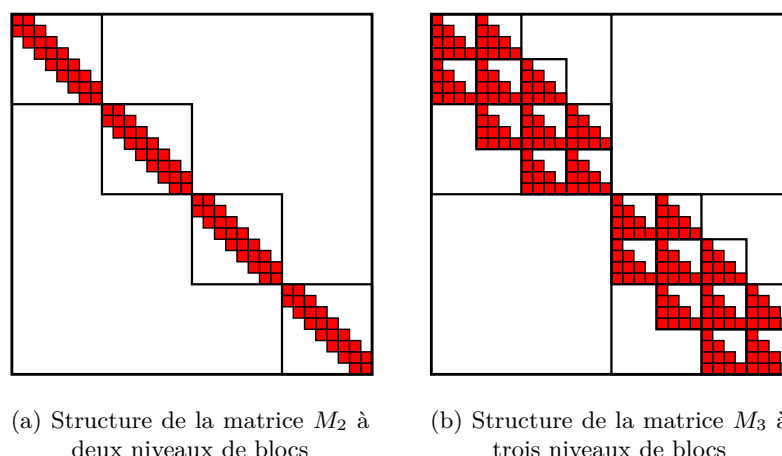 (a) Structure de la matrice M₂ à
deux niveaux de blocs
(b) Structure de la matrice M₃ à
trois niveaux de blocs